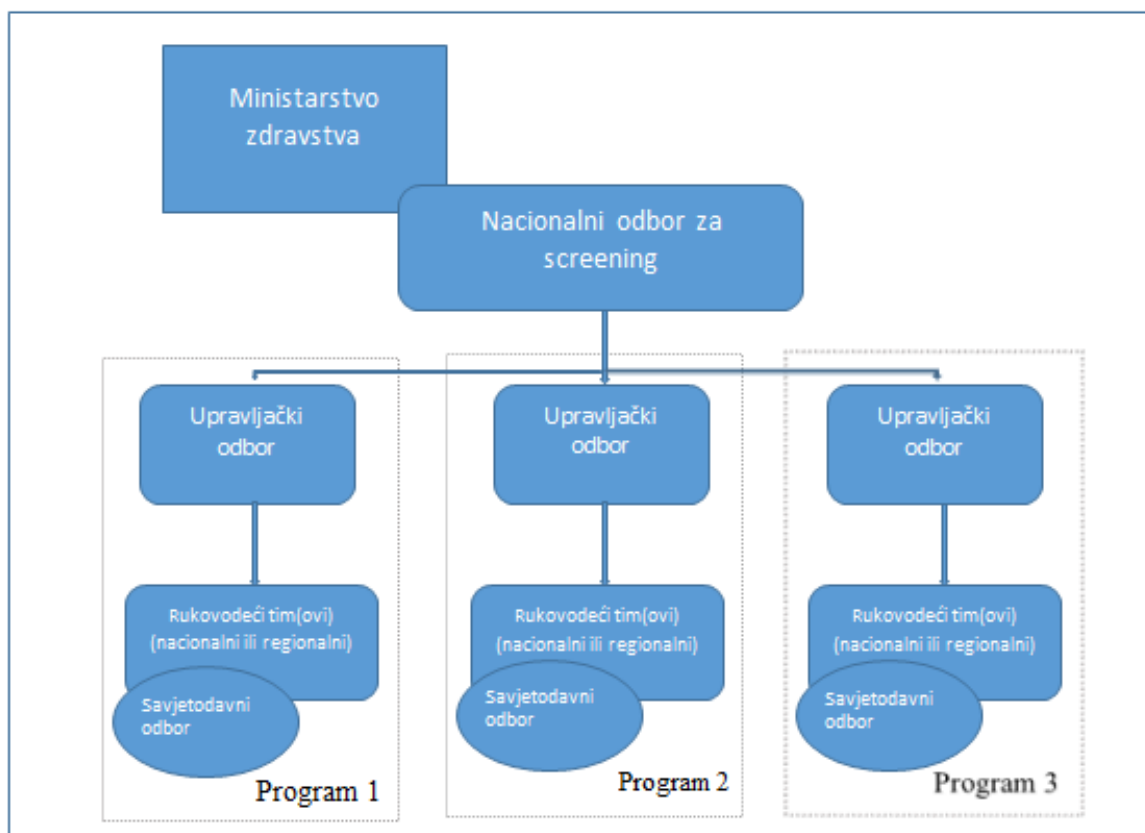 Ministarstvo
zdravstva
Nacionalni odbor za
screening
Upravljački
odbor
Rukovodeći tim(ovi)
(nacionalni ili regionalni)
Savjetodavni
odbor
Program 1
Upravljački
odbor
Rukovodeći tim(ovi)
(nacionalni ili regionalni)
Savjetodavni
odbor
Program 2
Upravljački
odbor
Rukovodeći tim(ovi)
(nacionalni ili regionalni)
Savjetodavni
odbor
Program 3